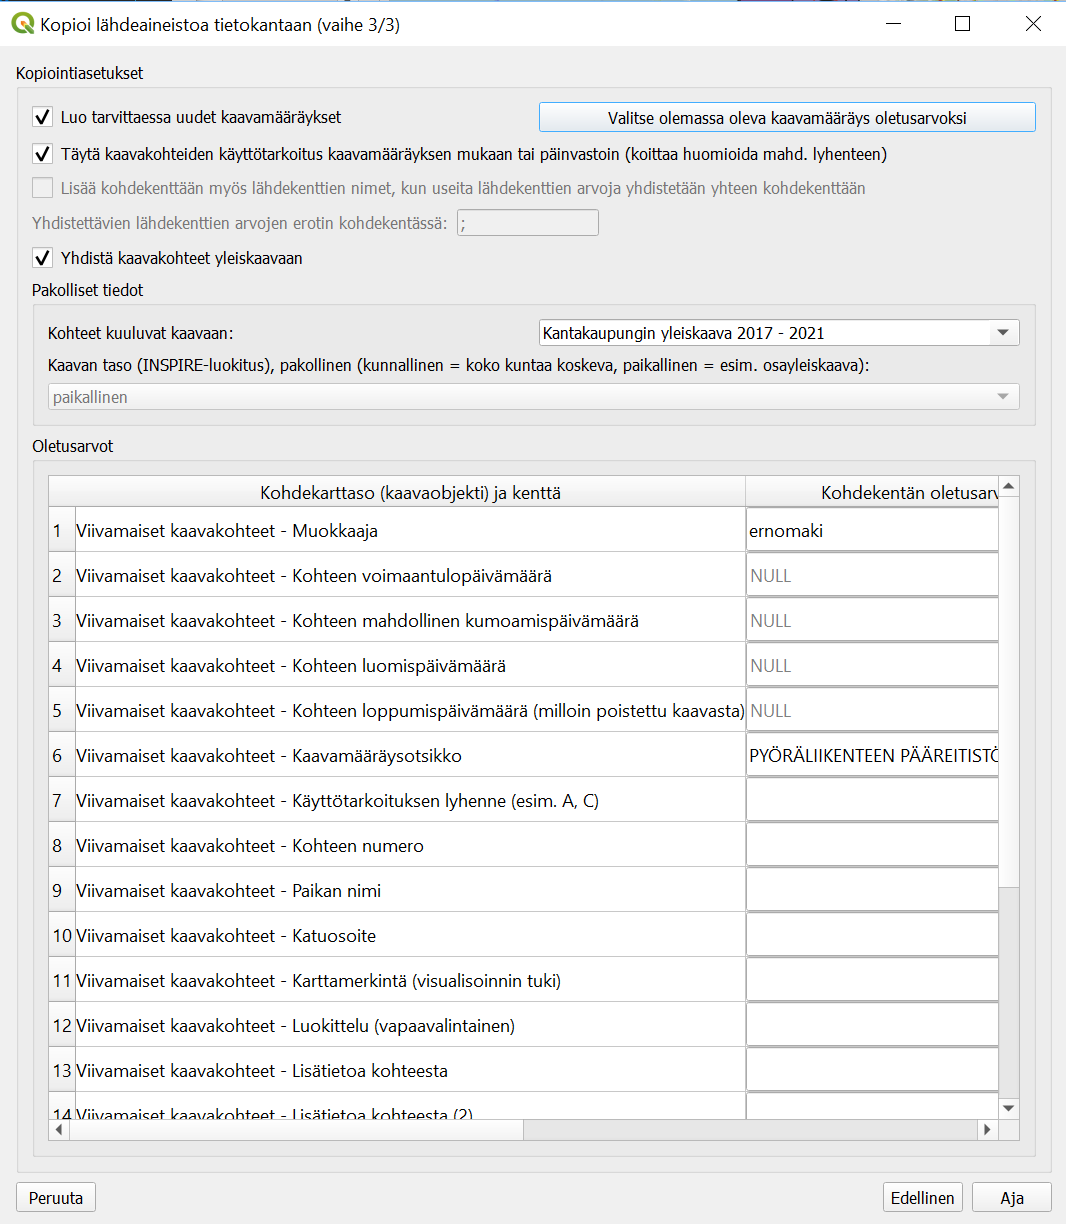 Kopioi lähdeaineistoa tietokantaan (vaihe 3/3)
Kopiointiasetukset
Luo tarvittaessa uudet kaavamääräykset
Valitse olemassa oleva kaavamääräys oletusarvoksi
Täytä kaavakohteiden käyttötarkoitus kaavamääräyksen mukaan tai päinvastoin (koittaa huomioida mahd. lyhenteen)
Lisää kohdekenttään myös lähdekenttien nimet, kun useita lähdekenttien arvoja yhdistetään yhteen kohdekenttään
Yhdistettävien lähdekenttien arvojen erotin kohdekentässä: ;
Yhdistä kaavakohteet yleiskaavaan
Pakolliset tiedot
Kohteet kuuluvat kaavaan: Kantakaupungin yleiskaava 2017 - 2021
Kaavan taso (INSPIRE-luokitus), pakollinen (kunnallinen = koko kuntaa koskeva, paikallinen = esim. osayleiskaava):
paikallinen
Oletusarvot
Kohdekarttaso (kaavaobjekti) ja kenttä Kohdekentän oletusarv
1 Viivamaiset kaavakohteet - Muokkaaja ernomaki
2 Viivamaiset kaavakohteet - Kohteen voimaantulopäivämäärä NULL
3 Viivamaiset kaavakohteet - Kohteen mahdollinen kumoamispäivämäärä NULL
4 Viivamaiset kaavakohteet - Kohteen luomispäivämäärä NULL
5 Viivamaiset kaavakohteet - Kohteen loppumispäivämäärä (milloin poistettu kaavasta) NULL
6 Viivamaiset kaavakohteet - Kaavamääräysotsikko PYÖRÄLIIKENTEEN PÄÄREITISTÖ
7 Viivamaiset kaavakohteet - Käyttötarkoituksen lyhenne (esim. A, C)
8 Viivamaiset kaavakohteet - Kohteen numero
9 Viivamaiset kaavakohteet - Paikan nimi
10 Viivamaiset kaavakohteet - Katuosoite
11 Viivamaiset kaavakohteet - Karttamerkintä (visualisoinnin tuki)
12 Viivamaiset kaavakohteet - Luokittelu (vapaavalintainen)
13 Viivamaiset kaavakohteet - Lisätietoa kohteesta
14 Viivamaiset kaavakohteet - Lisätietoa kohteesta (2)
Peruuta Edellinen Aja